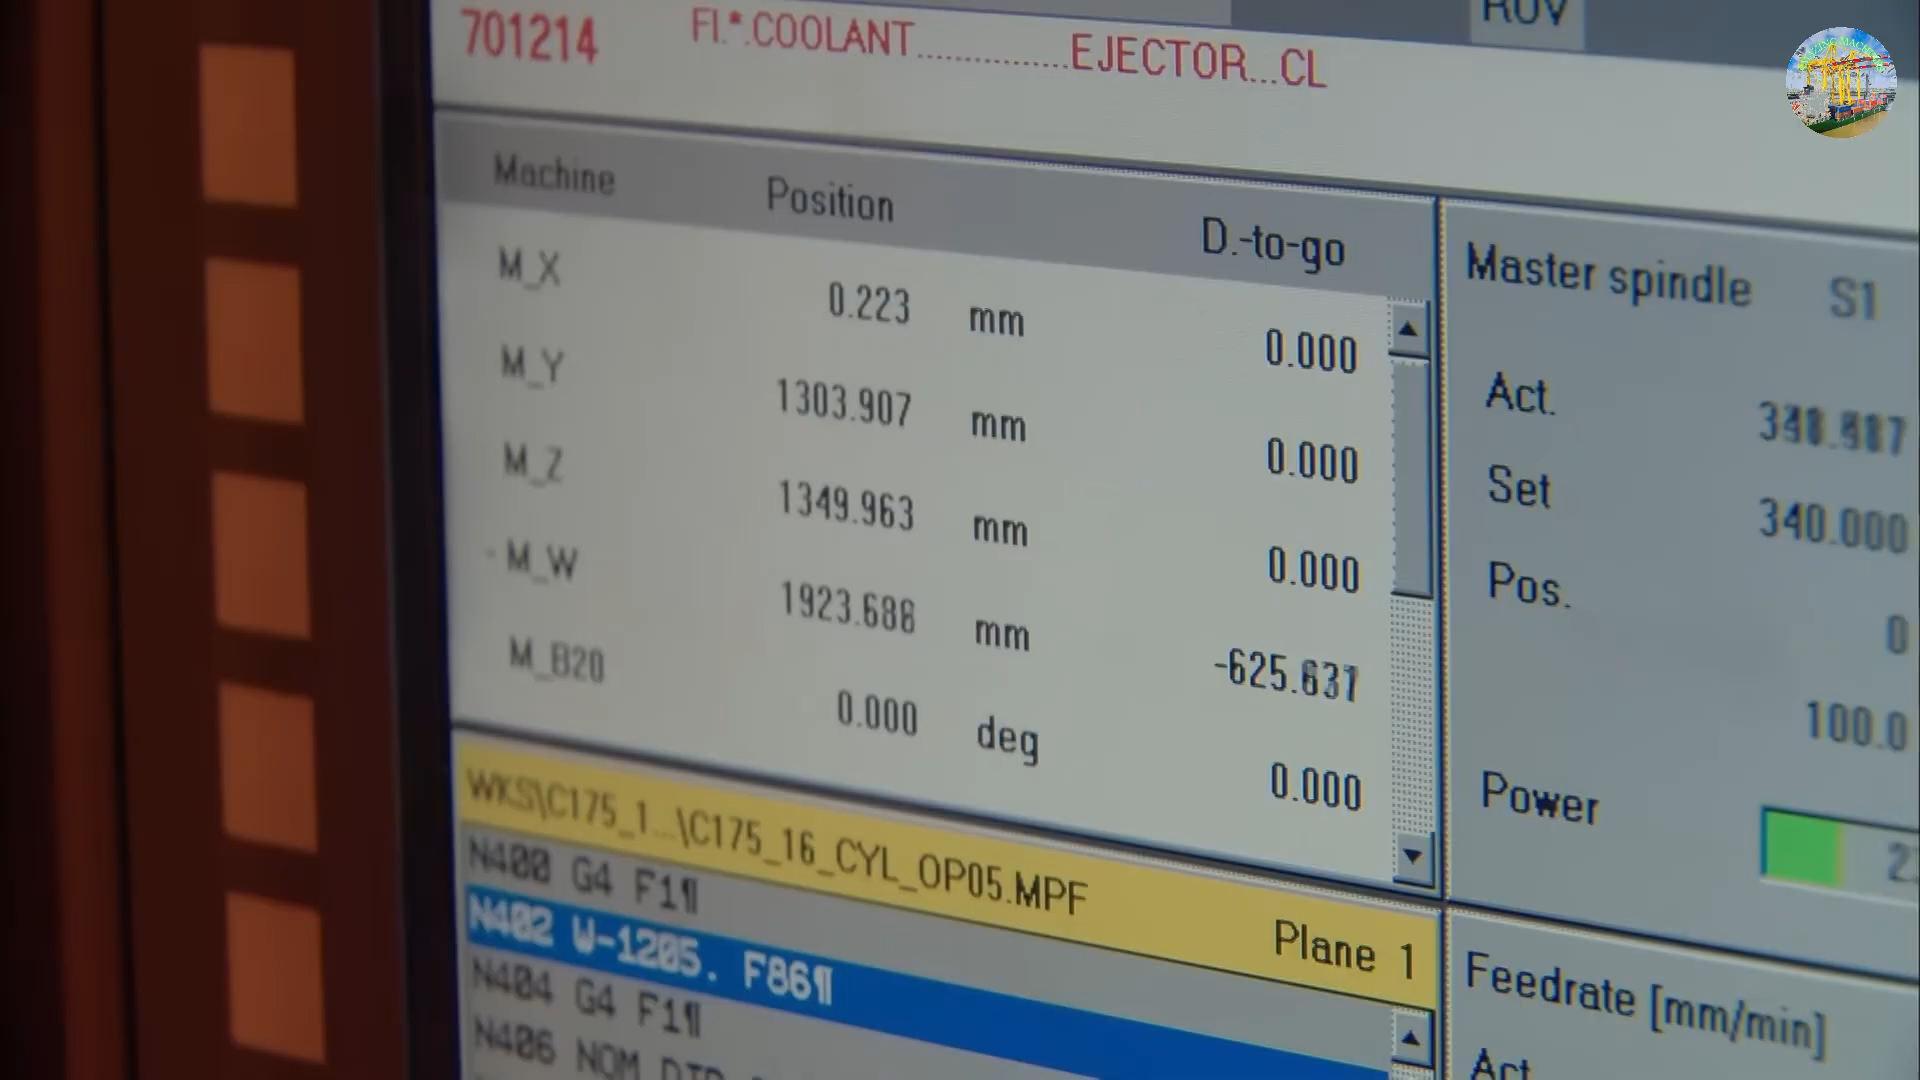 ROV
701214 FI.*.COOLANT...............EJECTOR...CL
Machine Position D.-to-go
M_X 0.223 mm 0.000
M_Y 1303.907 mm 0.000
M_Z 1349.963 mm 0.000
- M_W 1923.688 mm -625.631
M_B20 0.000 deg 0.000
Master spindle S1
Act.
Set 340.000
Pos. 0
100.0
Power
WKS\C175_1...\C175_16_CYL_OP05.MPF
Plane 1
N400 G4 F1¶
N402 W-1205. F86¶
N404 G4 F1¶
N406 NOM
Feedrate [mm/min]
Act